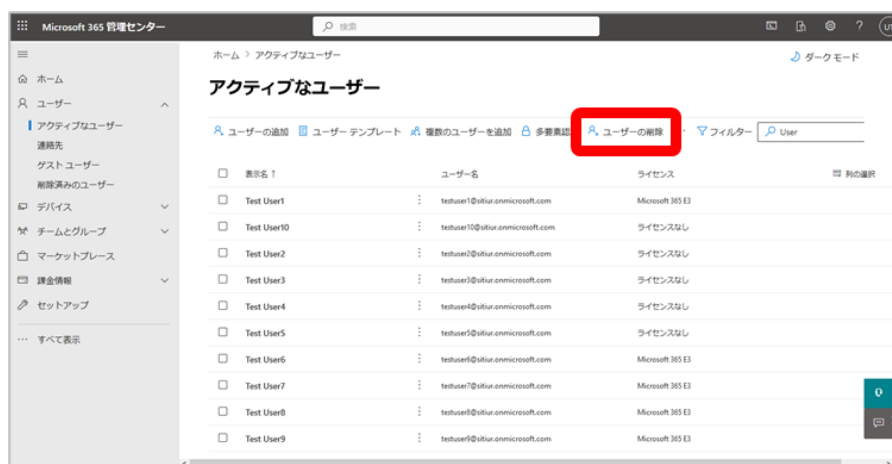 Microsoft 365 管理センター
検索
?
ホーム
ユーザー
アクティブなユーザー
連絡先
ゲスト ユーザー
削除済みのユーザー
デバイス
チームとグループ
マーケットプレース
課金情報
セットアップ
… すべて表示
ホーム > アクティブなユーザー
ダーク モード
アクティブなユーザー
ユーザーの追加 ユーザー テンプレート 複数のユーザーを追加 多要素認 ユーザーの削除 フィルター User
表示名 ↑ ユーザー名 ライセンス 列の選択
Test User1 testuser1@sitiur.onmicrosoft.com Microsoft 365 E3
Test User10 testuser10@sitiur.onmicrosoft.com ライセンスなし
Test User2 testuser2@sitiur.onmicrosoft.com ライセンスなし
Test User3 testuser3@sitiur.onmicrosoft.com ライセンスなし
Test User4 testuser4@sitiur.onmicrosoft.com ライセンスなし
Test User5 testuser5@sitiur.onmicrosoft.com ライセンスなし
Test User6 testuser6@sitiur.onmicrosoft.com Microsoft 365 E3
Test User7 testuser7@sitiur.onmicrosoft.com Microsoft 365 E3
Test User8 testuser8@sitiur.onmicrosoft.com Microsoft 365 E3
Test User9 testuser9@sitiur.onmicrosoft.com Microsoft 365 E3